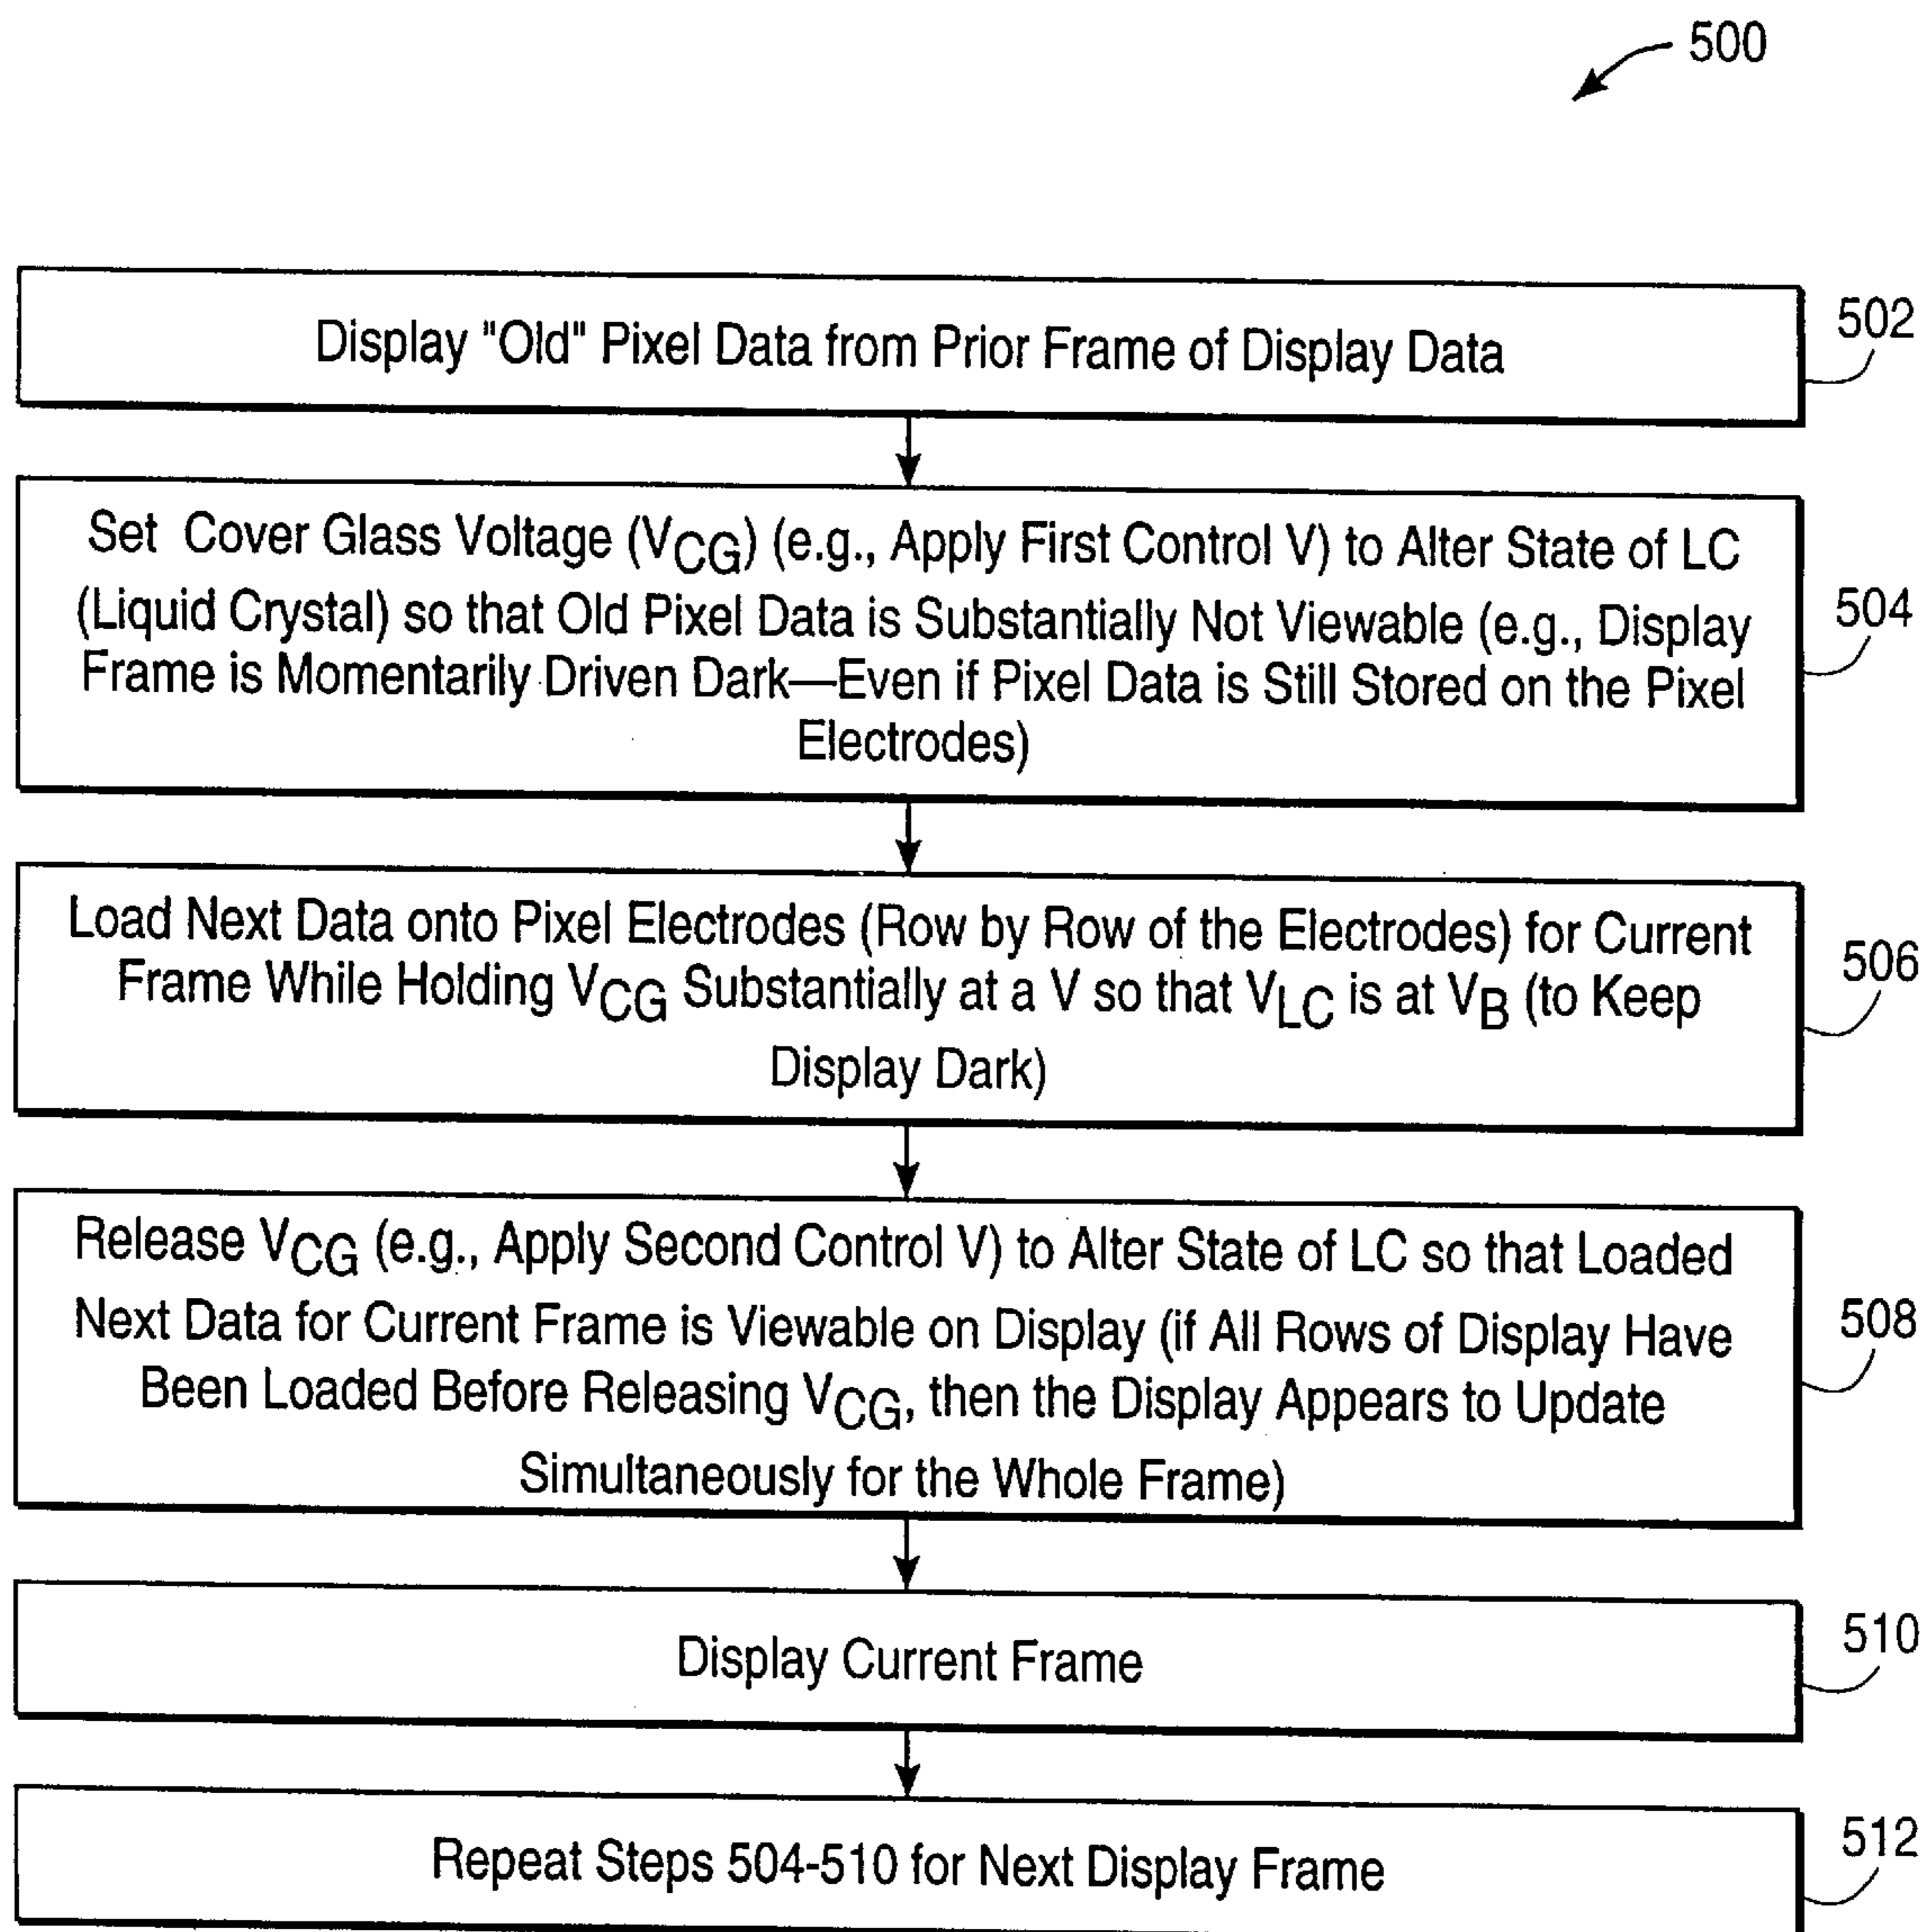 500
Display "Old" Pixel Data from Prior Frame of Display Data
502
Set Cover Glass Voltage (VCG) (e.g., Apply First Control V) to Alter State of LC
(Liquid Crystal) so that Old Pixel Data is Substantially Not Viewable (e.g., Display
Frame is Momentarily Driven Dark—Even if Pixel Data is Still Stored on the Pixel
Electrodes)
504
Load Next Data onto Pixel Electrodes (Row by Row of the Electrodes) for Current
Frame While Holding VCG Substantially at a V so that VLC is at VB (to Keep
Display Dark)
506
Release VCG (e.g., Apply Second Control V) to Alter State of LC so that Loaded
Next Data for Current Frame is Viewable on Display (if All Rows of Display Have
Been Loaded Before Releasing VCG, then the Display Appears to Update
Simultaneously for the Whole Frame)
508
Display Current Frame
510
Repeat Steps 504-510 for Next Display Frame
512